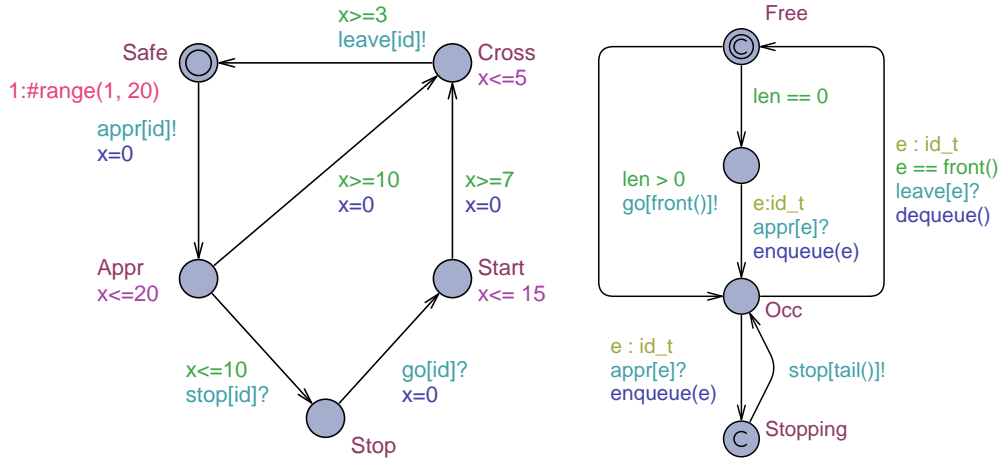 x>=3
leave[id]!
Safe
Cross
x<=5
1:#range(1, 20)
appr[id]!
x=0
x>=10
x=0
x>=7
x=0
Appr
x<=20
Start
x<= 15
x<=10
stop[id]?
go[id]?
x=0
Stop
Free
C
len == 0
len > 0
go[front()]!
e:id_t
appr[e]?
enqueue(e)
e : id_t
e == front()
leave[e]?
dequeue()
Occ
e : id_t
appr[e]?
enqueue(e)
stop[tail()]!
Stopping
C